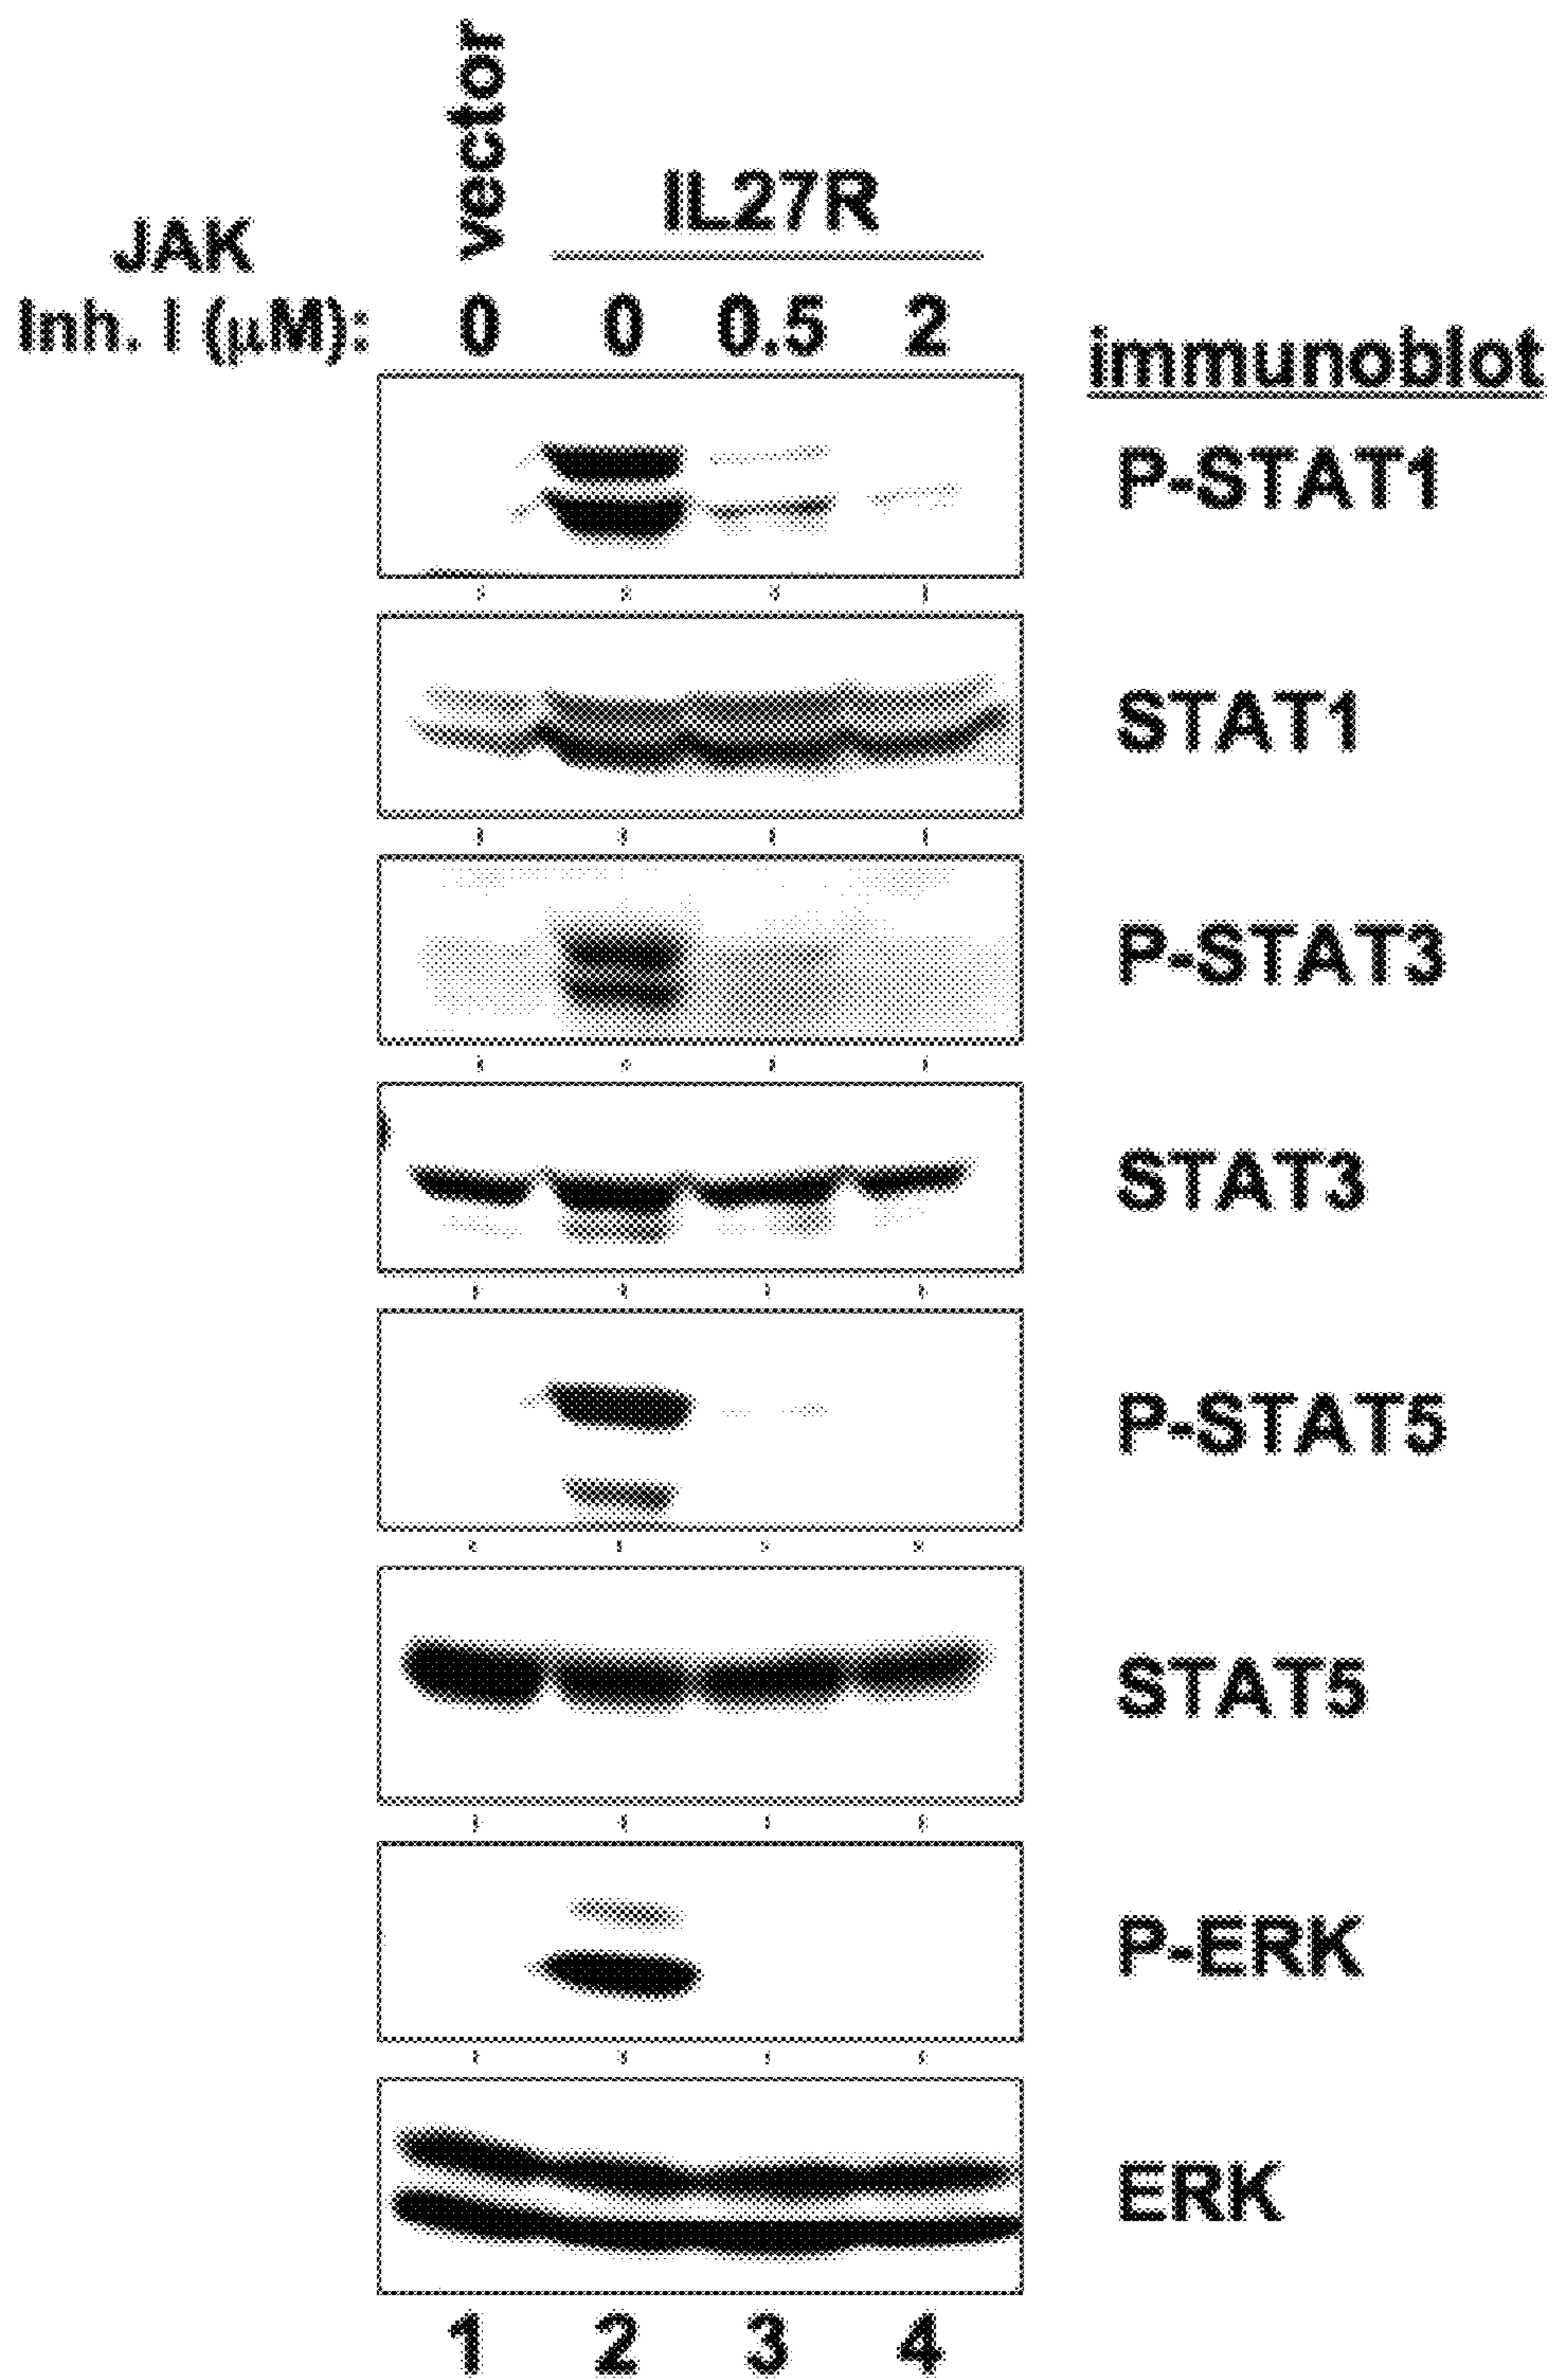 vector
IL27R
JAK
Inh. I (μM): 0 0 0.5 2
immunoblot
P-STAT1
STAT1
P-STAT3
STAT3
P-STAT5
STAT5
P-ERK
ERK
1 2 3 4